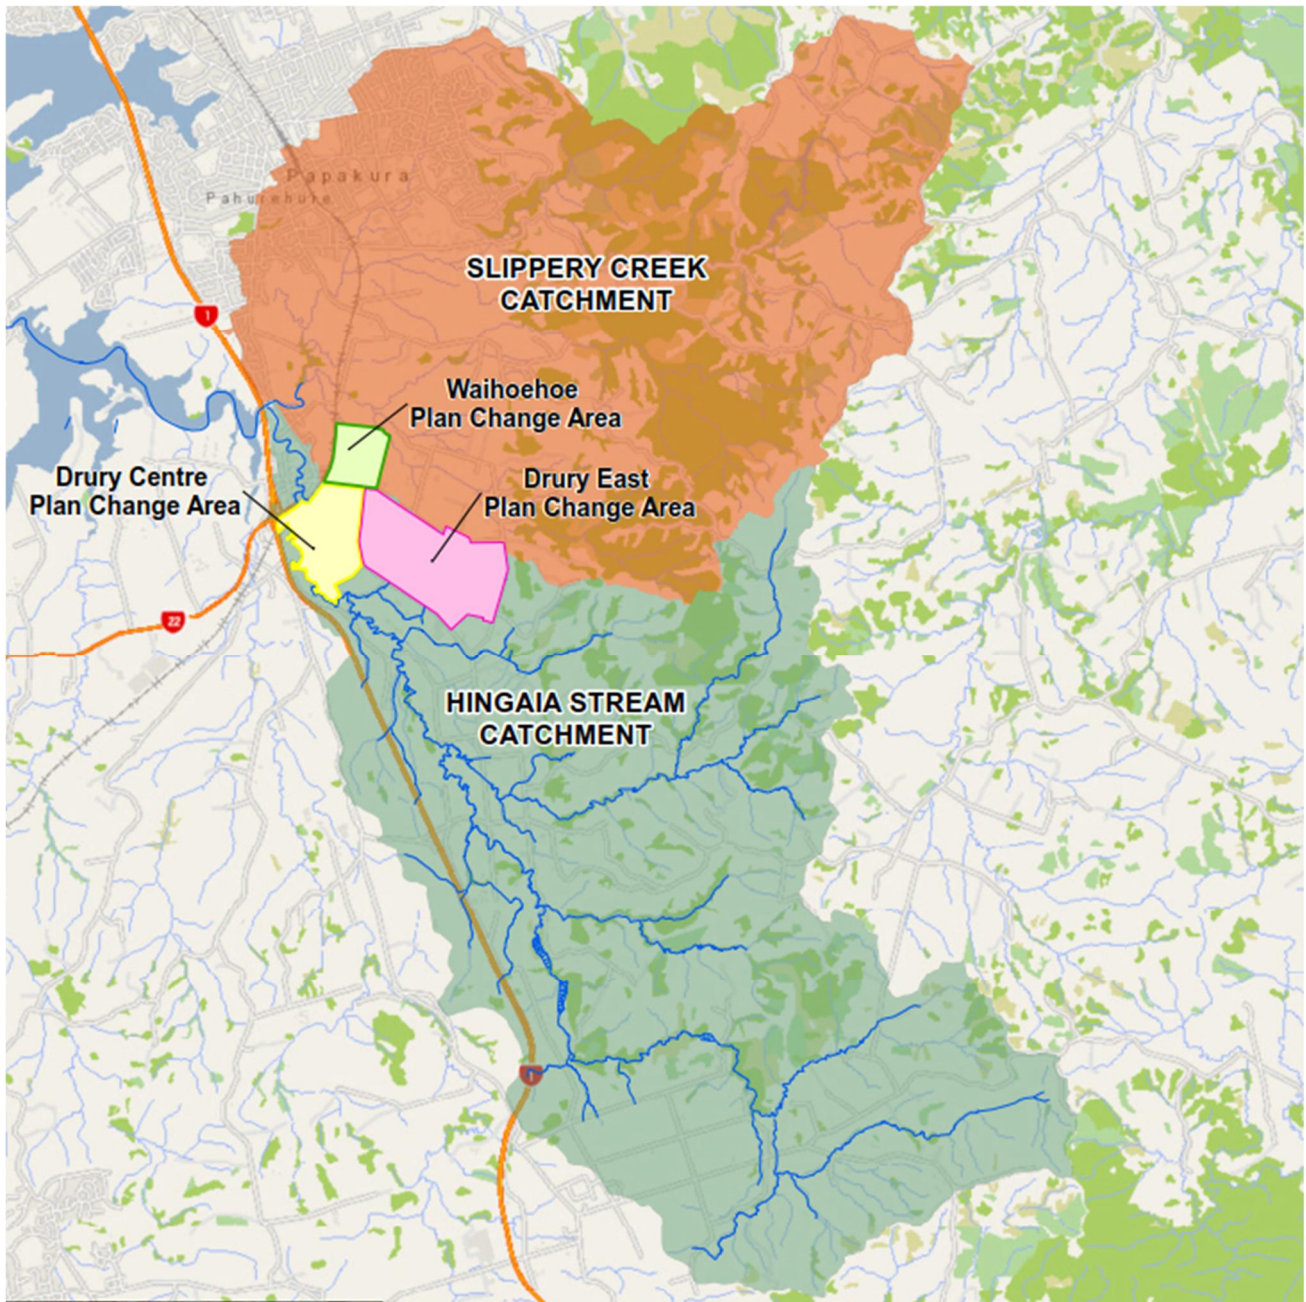 Papakura
Pahurehure
SLIPPERY CREEK
CATCHMENT
1
Waihoehoe
Plan Change Area
Drury Centre
Plan Change Area
Drury East
Plan Change Area
22
HINGAIA STREAM
CATCHMENT
1